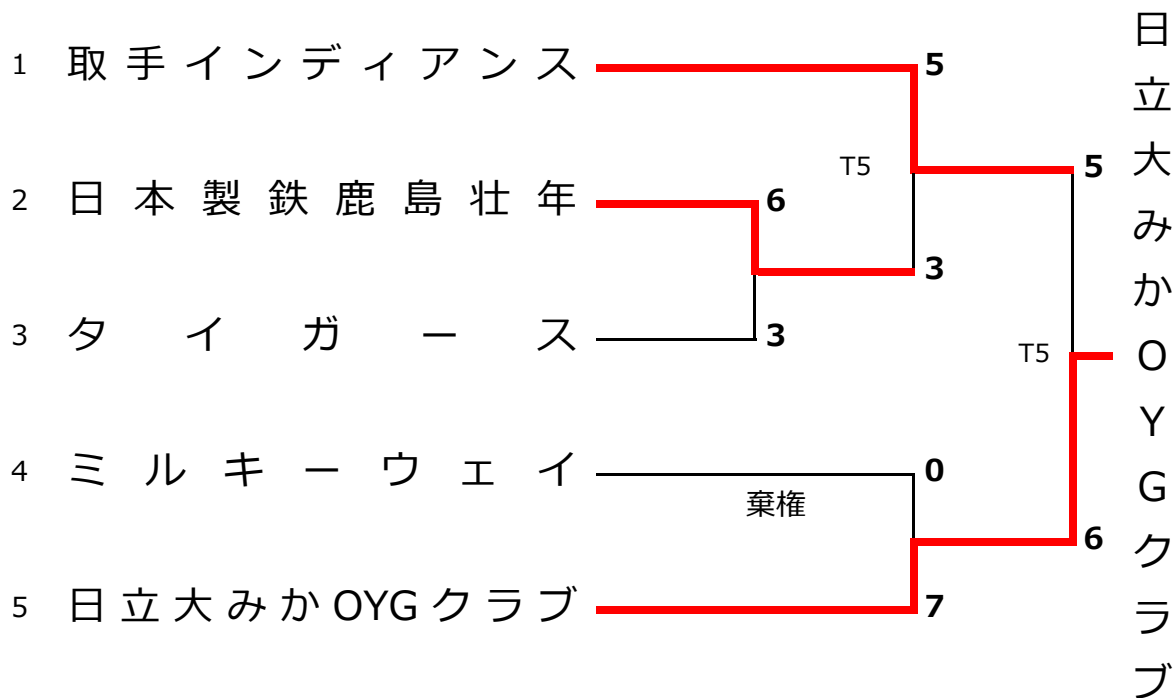 1 取手インディアンス
5
T5
5
2 日本製鉄鹿島壮年
6
3
3 タイガース
3
T5
4 ミルキーウェイ
0
棄権
6
5 日立大みかOYGクラブ
7
日立大みかOYGクラブ